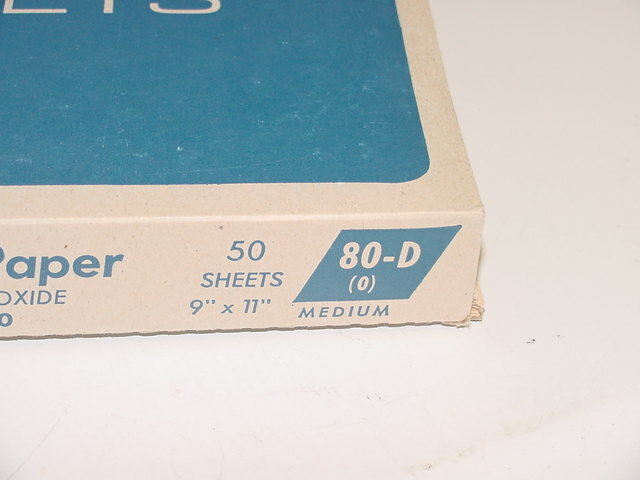 Paper
OXIDE
50
SHEETS
9" x 11"
80-D
(0)
MEDIUM